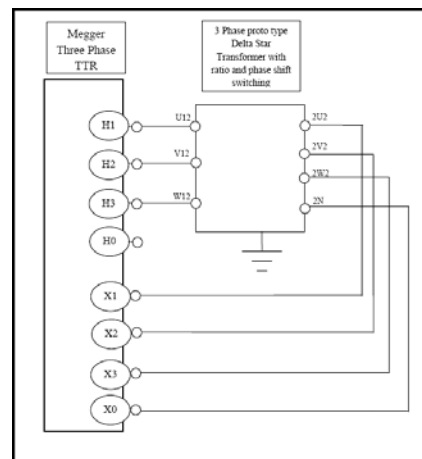 Megger
Three Phase
TTR
3 Phase proto type
Delta Star
Transformer with
ratio and phase shift
switching
H1
U12
2U2
H2
V12
2V2
2W2
H3
W12
2N
H0
X1
X2
X3
X0